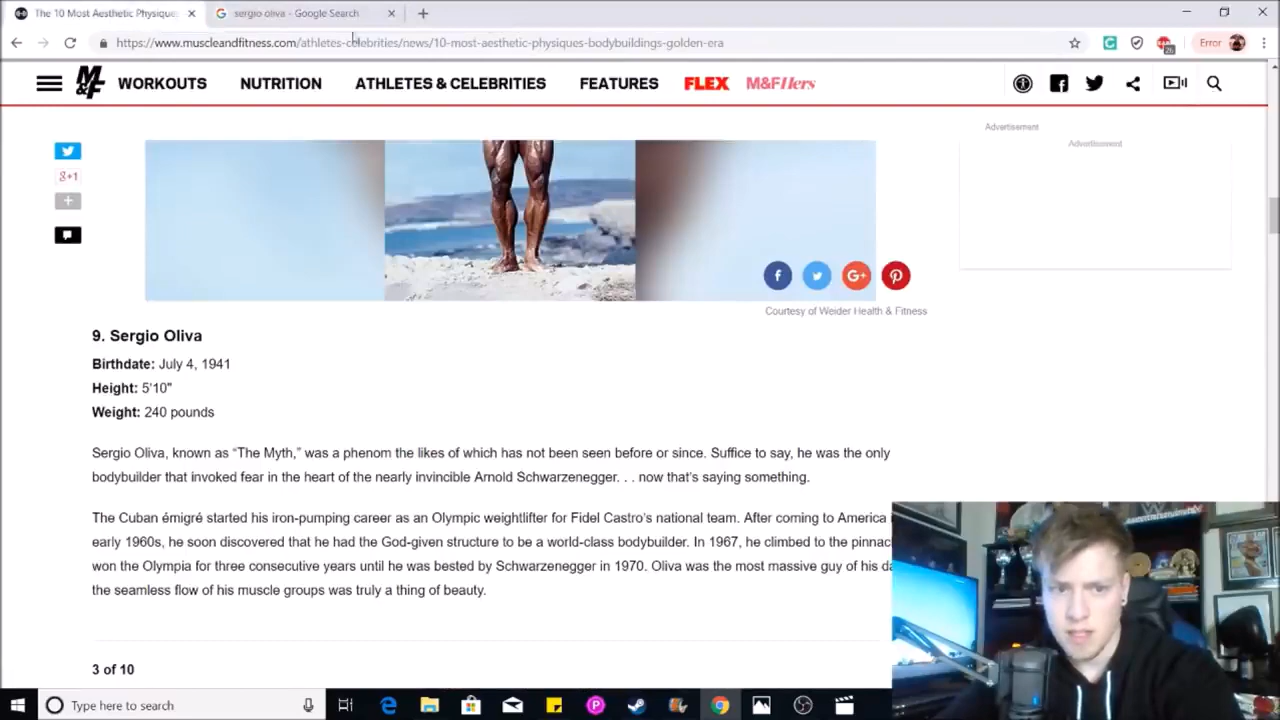 The 10 Most Aesthetic Physique
sergio oliva - Google Search
https://www.muscleandfitness.com/athletes-celebrities/news/10-most-aesthetic-physiques-bodybuildings-golden-era
26
Error
M&F
WORKOUTS
NUTRITION
ATHLETES & CELEBRITIES
FEATURES
FLEX
M&F Hers
Advertisement
Advertisement
g+1
G+
Courtesy of Weider Health & Fitness
9. Sergio Oliva
Birthdate: July 4, 1941
Height: 5'10"
Weight: 240 pounds
Sergio Oliva, known as “The Myth,” was a phenom the likes of which has not been seen before or since. Suffice to say, he was the only
bodybuilder that invoked fear in the heart of the nearly invincible Arnold Schwarzenegger. . . now that’s saying something.
The Cuban émigré started his iron-pumping career as an Olympic weightlifter for Fidel Castro’s national team. After coming to America
early 1960s, he soon discovered that he had the God-given structure to be a world-class bodybuilder. In 1967, he climbed to the
won the Olympia for three consecutive years until he was bested by Schwarzenegger in 1970. Oliva was the most massive guy of his
the seamless flow of his muscle groups was truly a thing of beauty.
3 of 10
Type here to search